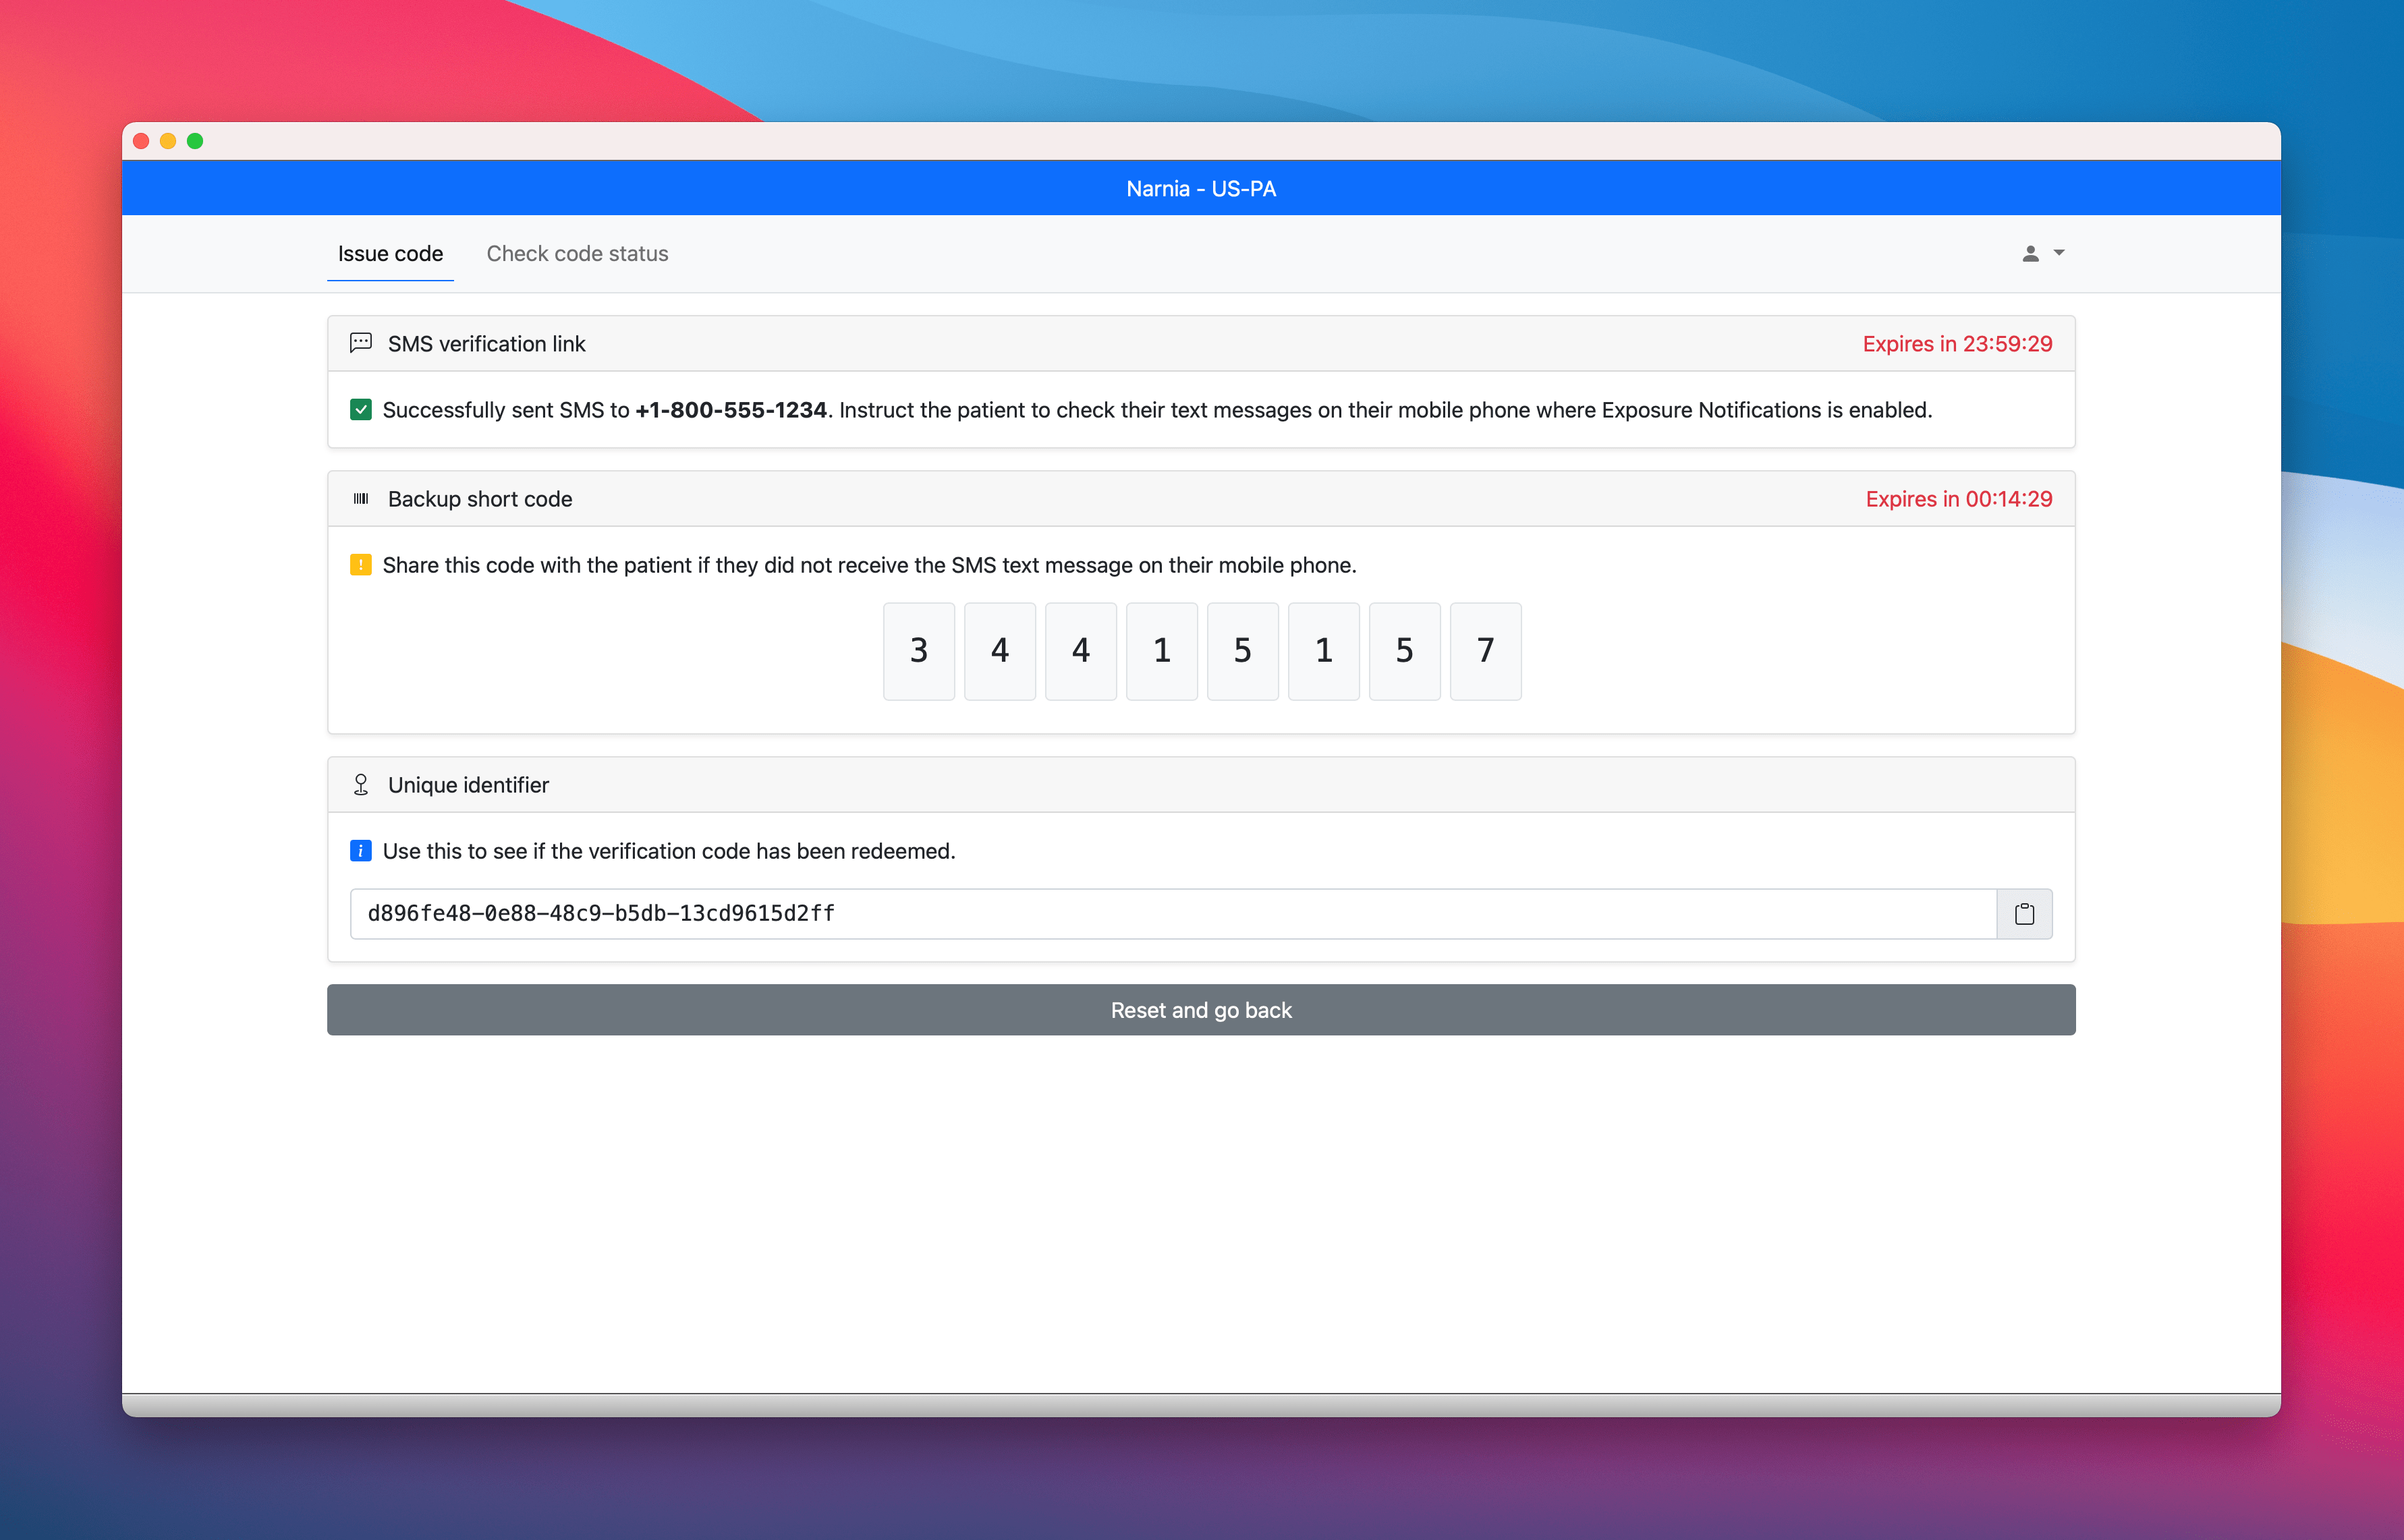 Narnia - US-PA
Issue code
Check code status
SMS verification link
Expires in 23:59:29
Successfully sent SMS to +1-800-555-1234. Instruct the patient to check their text messages on their mobile phone where Exposure Notifications is enabled.
Backup short code
Expires in 00:14:29
Share this code with the patient if they did not receive the SMS text message on their mobile phone.
3 4 4 1 5 1 5 7
Unique identifier
Use this to see if the verification code has been redeemed.
d896fe48-0e88-48c9-b5db-13cd9615d2ff
Reset and go back